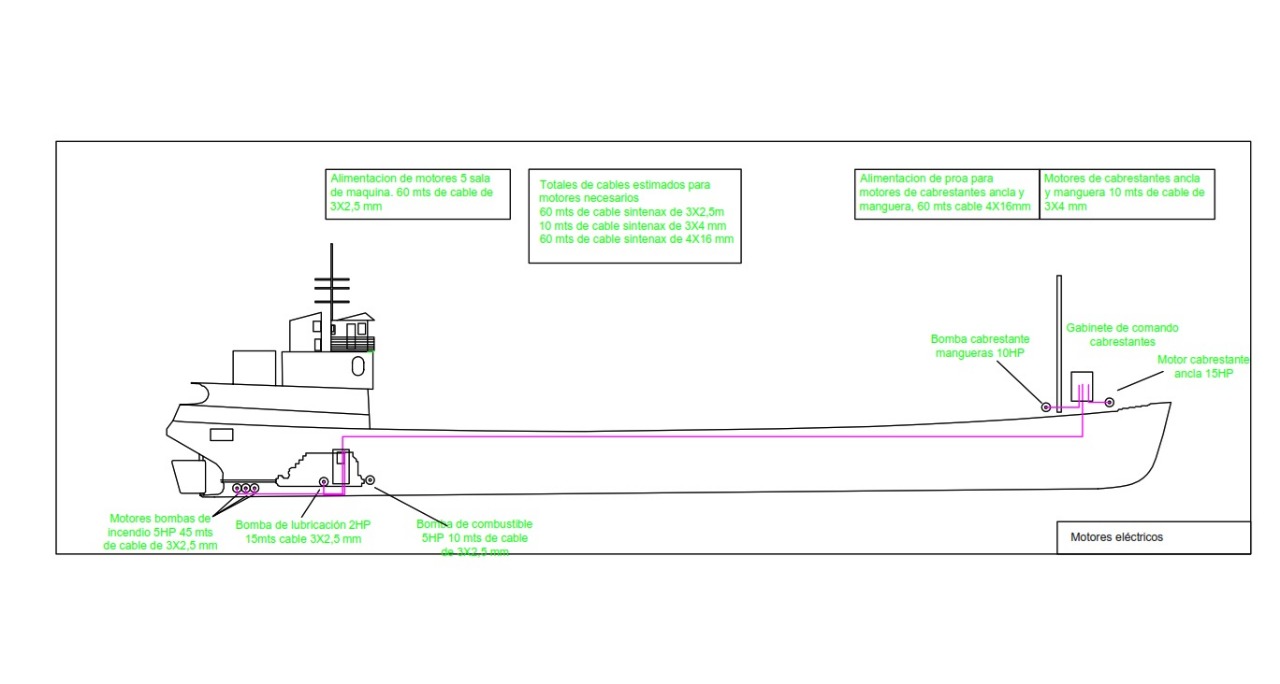 Alimentacion de motores 5 sala
de maquina. 60 mts de cable de
3X2,5 mm
Totales de cables estimados para
motores necesarios
60 mts de cable sintenax de 3X2,5m
10 mts de cable sintenax de 3X4 mm
60 mts de cable sintenax de 4X16 mm
Alimentacion de proa para
motores de cabrestantes ancla y
manguera, 60 mts cable 4X16mm
Motores de cabrestantes ancla
y manguera 10 mts de cable de
3X4 mm
Bomba cabrestante
mangueras 10HP
Gabinete de comando
cabrestantes
Motor cabrestante
ancla 15HP
Motores bombas de
incendio 5HP 45 mts
de cable de 3X2,5 mm
Bomba de lubricación 2HP
15mts cable 3X2,5 mm
Bomba de combustible
5HP 10 mts de cable
de 3X2,5 mm
Motores eléctricos